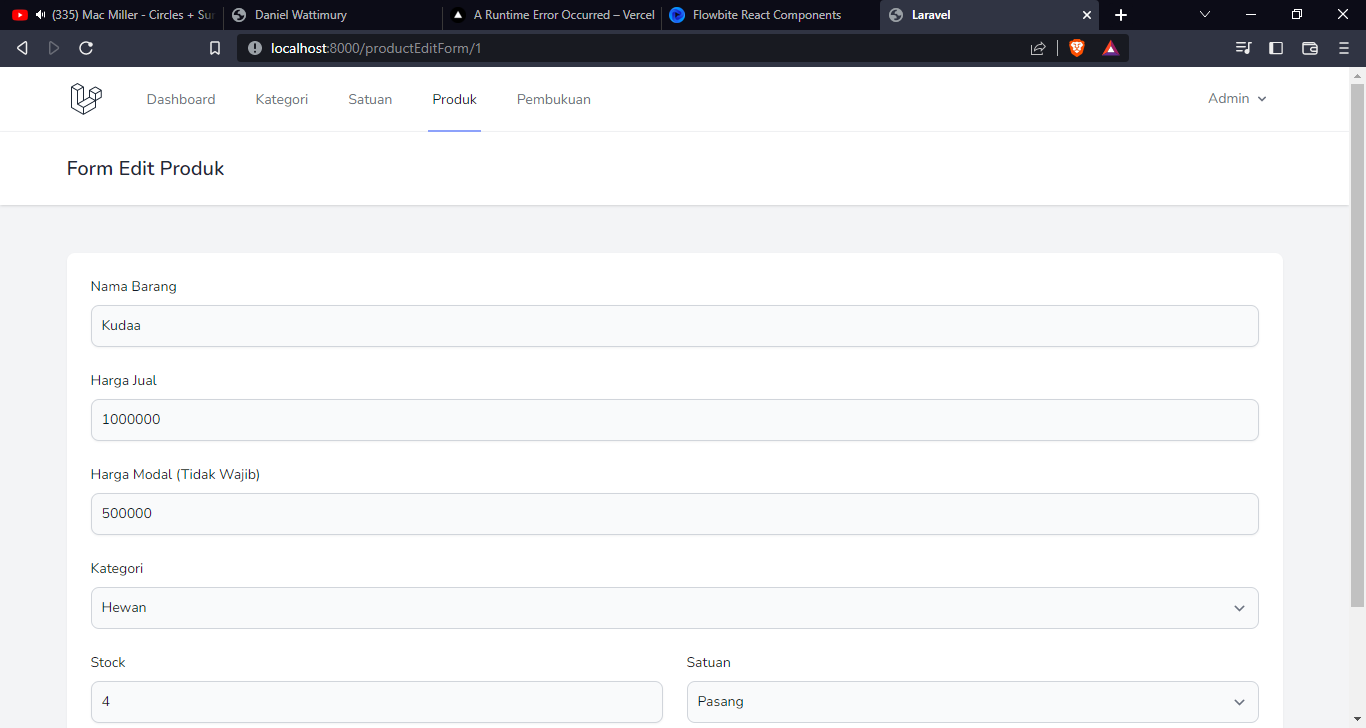 (335) Mac Miller - Circles + Sur
Daniel Wattimury
A Runtime Error Occurred – Vercel
Flowbite React Components
Laravel
localhost:8000/productEditForm/1
Dashboard
Kategori
Satuan
Produk
Pembukuan
Admin
Form Edit Produk
Nama Barang
Kudaa
Harga Jual
1000000
Harga Modal (Tidak Wajib)
500000
Kategori
Hewan
Stock
Satuan
4
Pasang